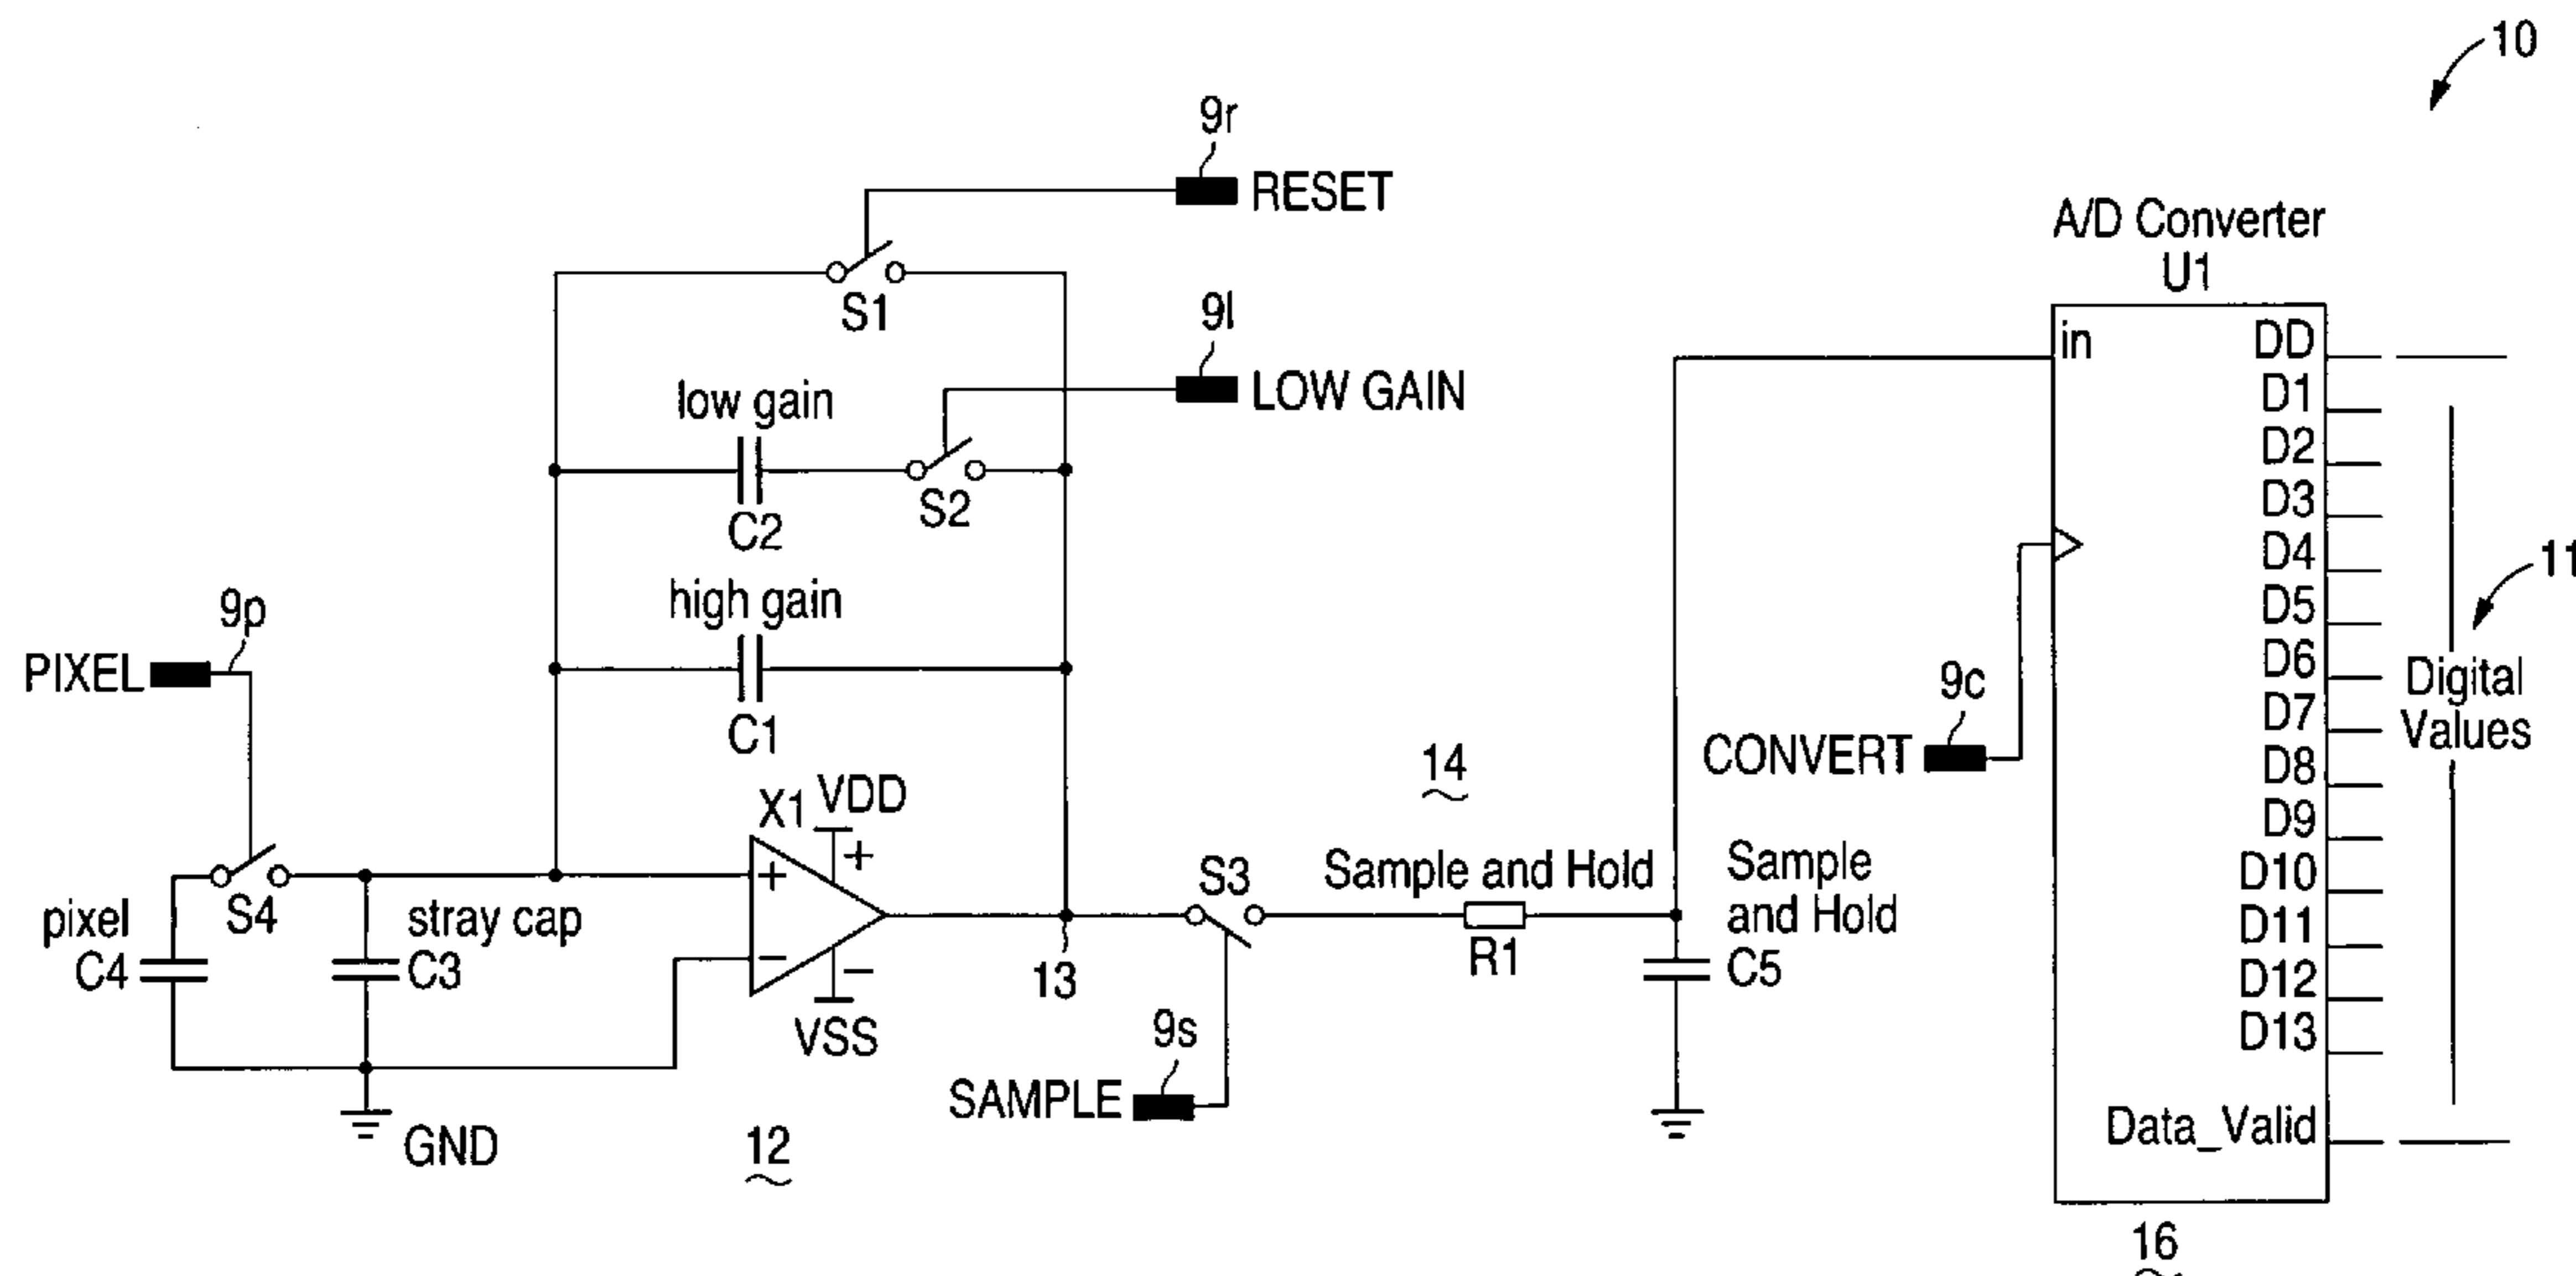 10
9r
RESET
S1
A/D Converter
U1
9l
LOW GAIN
low gain
S2
C2
high gain
C1
9p
PIXEL
S4
pixel
C4
stray cap
C3
GND
X1
VDD
+
+
−
−
VSS
12
13
S3
9s
SAMPLE
14
Sample and Hold
R1
Sample
and Hold
C5
9c
CONVERT
in
DD
D1
D2
D3
D4
D5
D6
D7
D8
D9
D10
D11
D12
D13
Data_Valid
11
Digital
Values
16